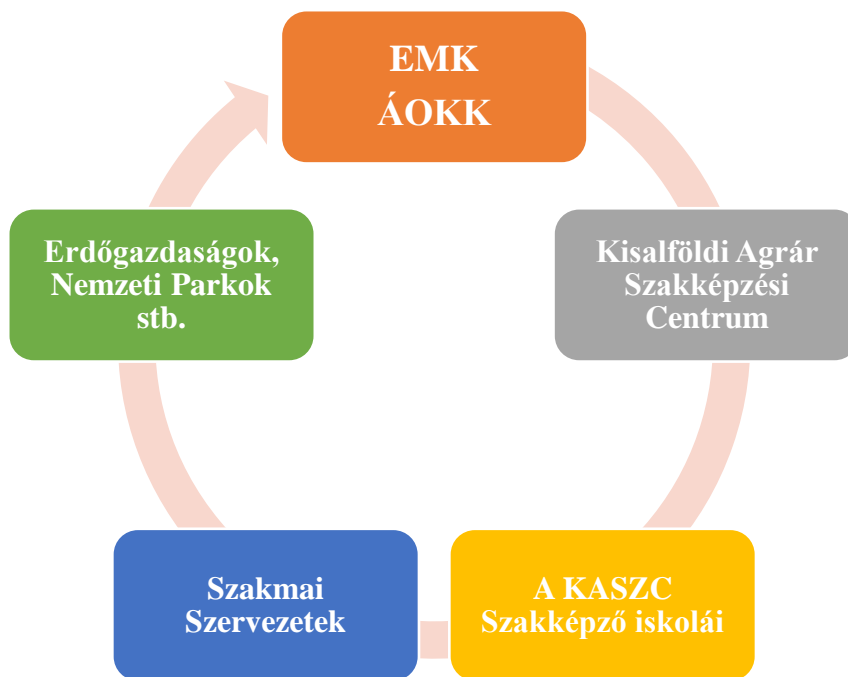 EMK
ÁOKK
Kisalföldi Agrár
Szakképzési
Centrum
A KASZC
Szakképző iskolái
Szakmai
Szervezetek
Erdőgazdaságok,
Nemzeti Parkok
stb.